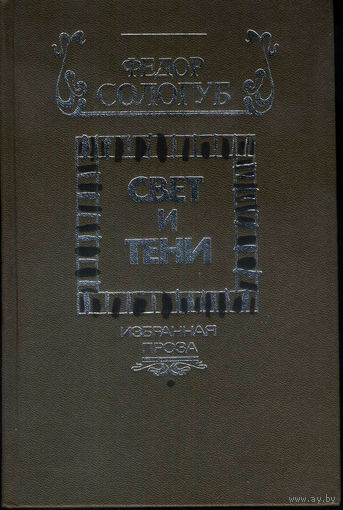 ФЕДОР
СОЛОГУБ
СВЕТ
И
ТЕНИ
ИЗБРАННАЯ
ПРОЗА
www.ay.by